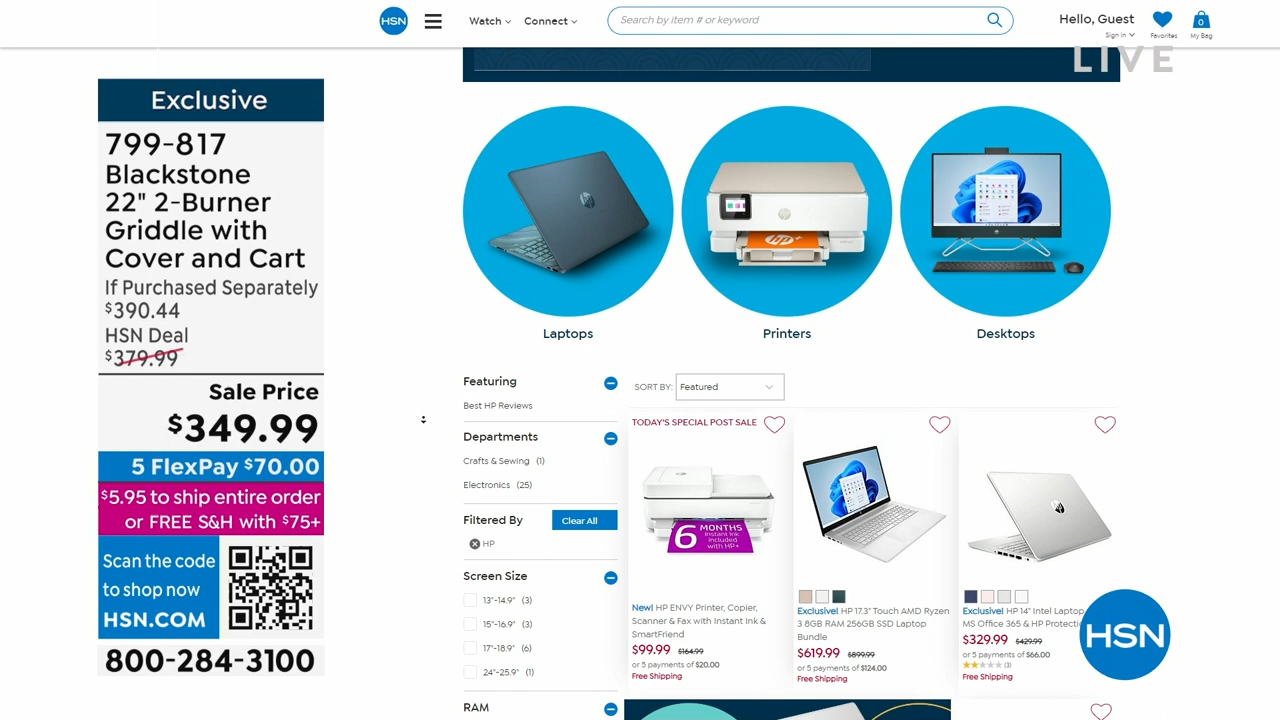 HSN
Watch
Connect
Search by item # or keyword
Hello, Guest
Sign In
Favorites
0
My Bag
LIVE
Exclusive
799-817
Blackstone
22" 2-Burner
Griddle with
Cover and Cart
If Purchased Separately
$390.44
HSN Deal
$379.99
Sale Price
$349.99
5 FlexPay $70.00
$5.95 to ship entire order
or FREE S&H with $75+
Scan the code
to shop now
HSN.COM
800-284-3100
Laptops
Printers
Desktops
Featuring
Best HP Reviews
Departments
Crafts & Sewing (1)
Electronics (25)
Filtered By
Clear All
HP
Screen Size
13"-14.9" (3)
15"-16.9" (3)
17"-18.9" (6)
24"-25.9" (1)
RAM
SORT BY: Featured
TODAY'S SPECIAL POST SALE
6 MONTHS
Instant Ink
included
with HP+
New! HP ENVY Printer, Copier,
Scanner & Fax with Instant Ink &
SmartFriend
$99.99 $164.99
or 5 payments of $20.00
Free Shipping
Exclusive! HP 17.3" Touch AMD Ryzen
3 8GB RAM 256GB SSD Laptop
Bundle
$619.99 $899.99
or 5 payments of $124.00
Free Shipping
Exclusive! HP 14" Intel Laptop
MS Office 365 & HP Protectio
$329.99 $429.99
or 5 payments of $66.00
(3)
Free Shipping
HSN